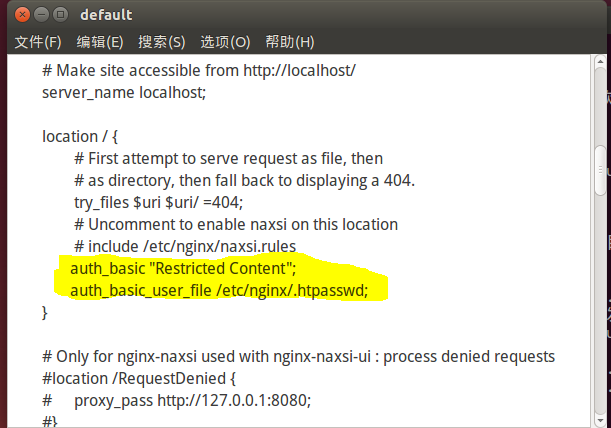 default
文件(F) 编辑(E) 搜索(S) 选项(O) 帮助(H)
# Make site accessible from http://localhost/
server_name localhost;
location / {
# First attempt to serve request as file, then
# as directory, then fall back to displaying a 404.
try_files $uri $uri/ =404;
# Uncomment to enable naxsi on this location
# include /etc/nginx/naxsi.rules
auth_basic "Restricted Content";
auth_basic_user_file /etc/nginx/.htpasswd;
}
# Only for nginx-naxsi used with nginx-naxsi-ui : process denied requests
#location /RequestDenied {
# proxy_pass http://127.0.0.1:8080;
#}